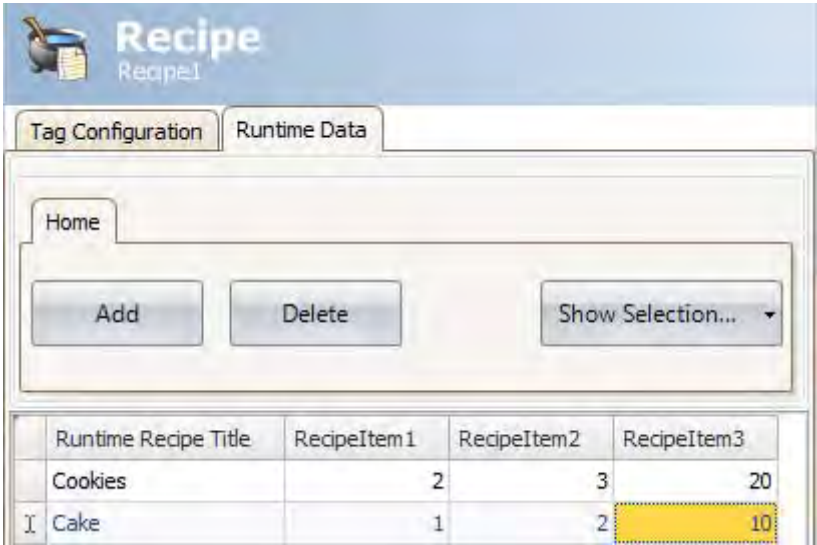 Recipe
Recipe1
Tag Configuration Runtime Data
Home
Add Delete Show Selection...
Runtime Recipe Title RecipeItem1 RecipeItem2 RecipeItem3
Cookies 2 3 20
Cake 1 2 10